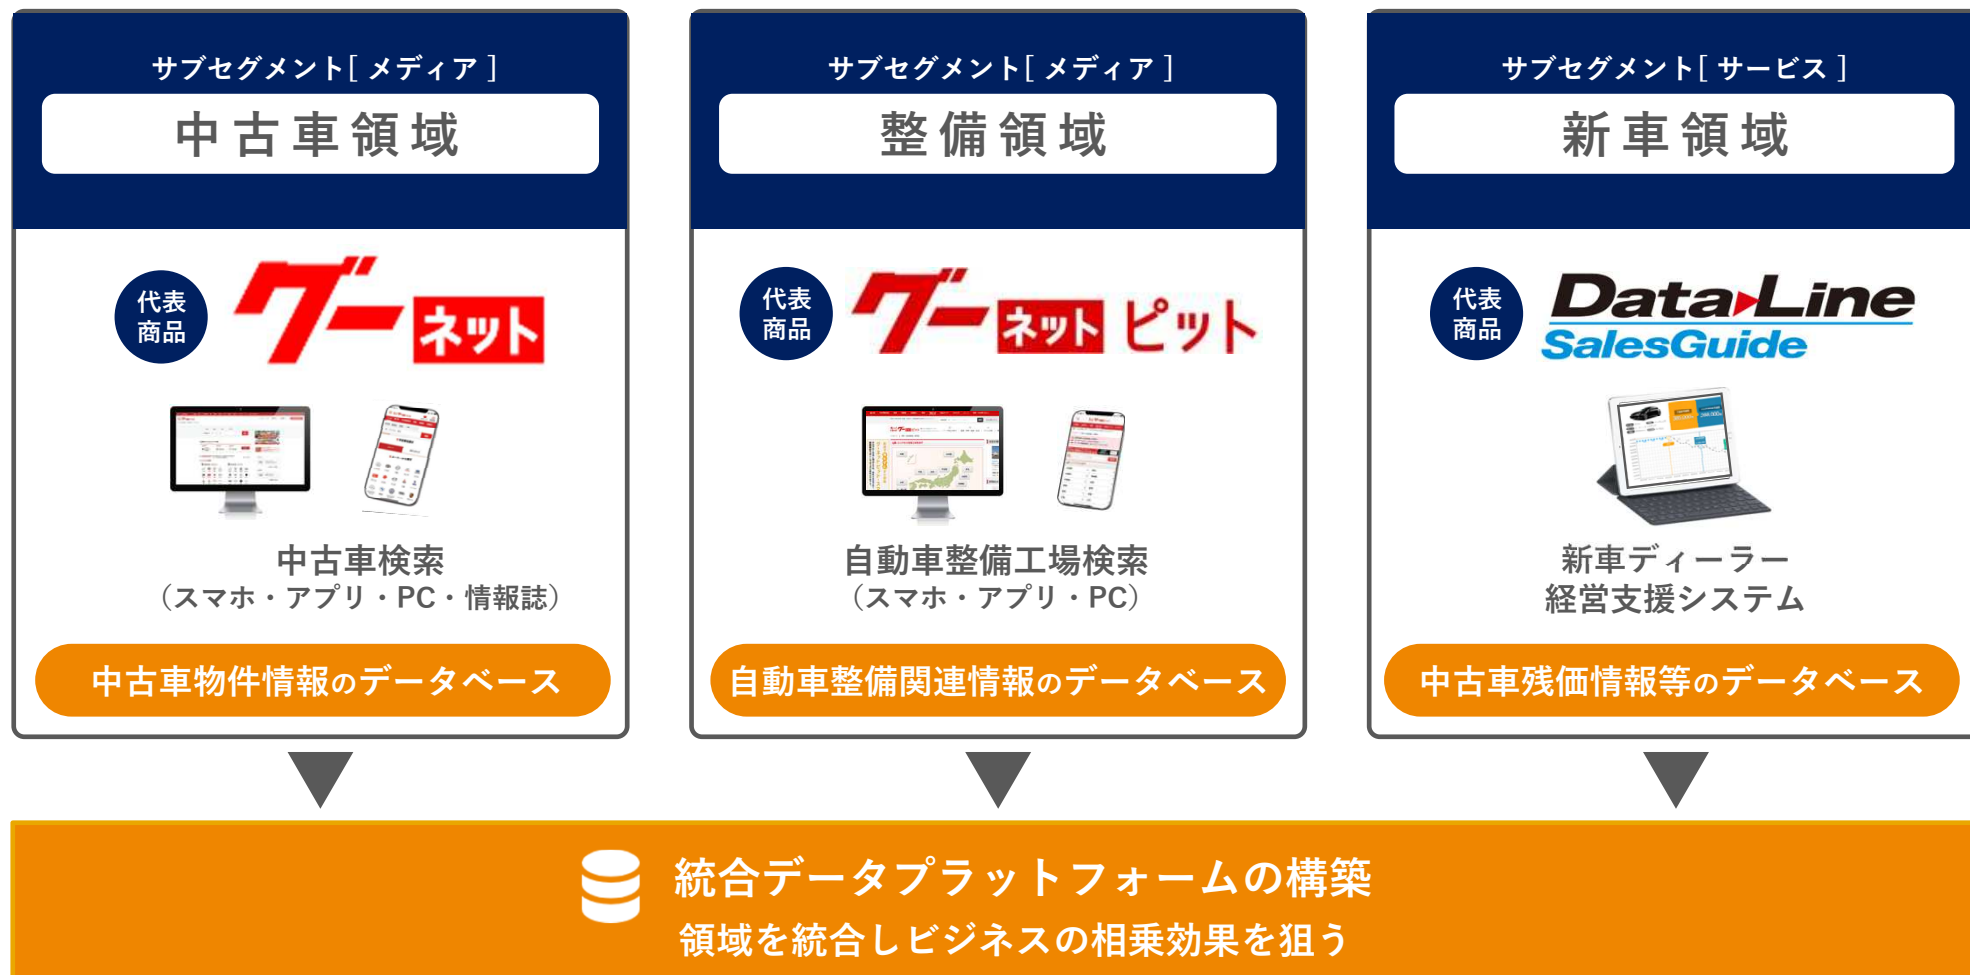 サブセグメント[ メディア ]
中古車領域
代表
商品
グーネット
中古車検索
（スマホ・アプリ・PC・情報誌）
中古車物件情報のデータベース
サブセグメント[ メディア ]
整備領域
代表
商品
グーネット ピット
自動車整備工場検索
（スマホ・アプリ・PC）
自動車整備関連情報のデータベース
サブセグメント[ サービス ]
新車領域
代表
商品
Data Line
SalesGuide
新車ディーラー
経営支援システム
中古車残価情報等のデータベース
統合データプラットフォームの構築
領域を統合しビジネスの相乗効果を狙う